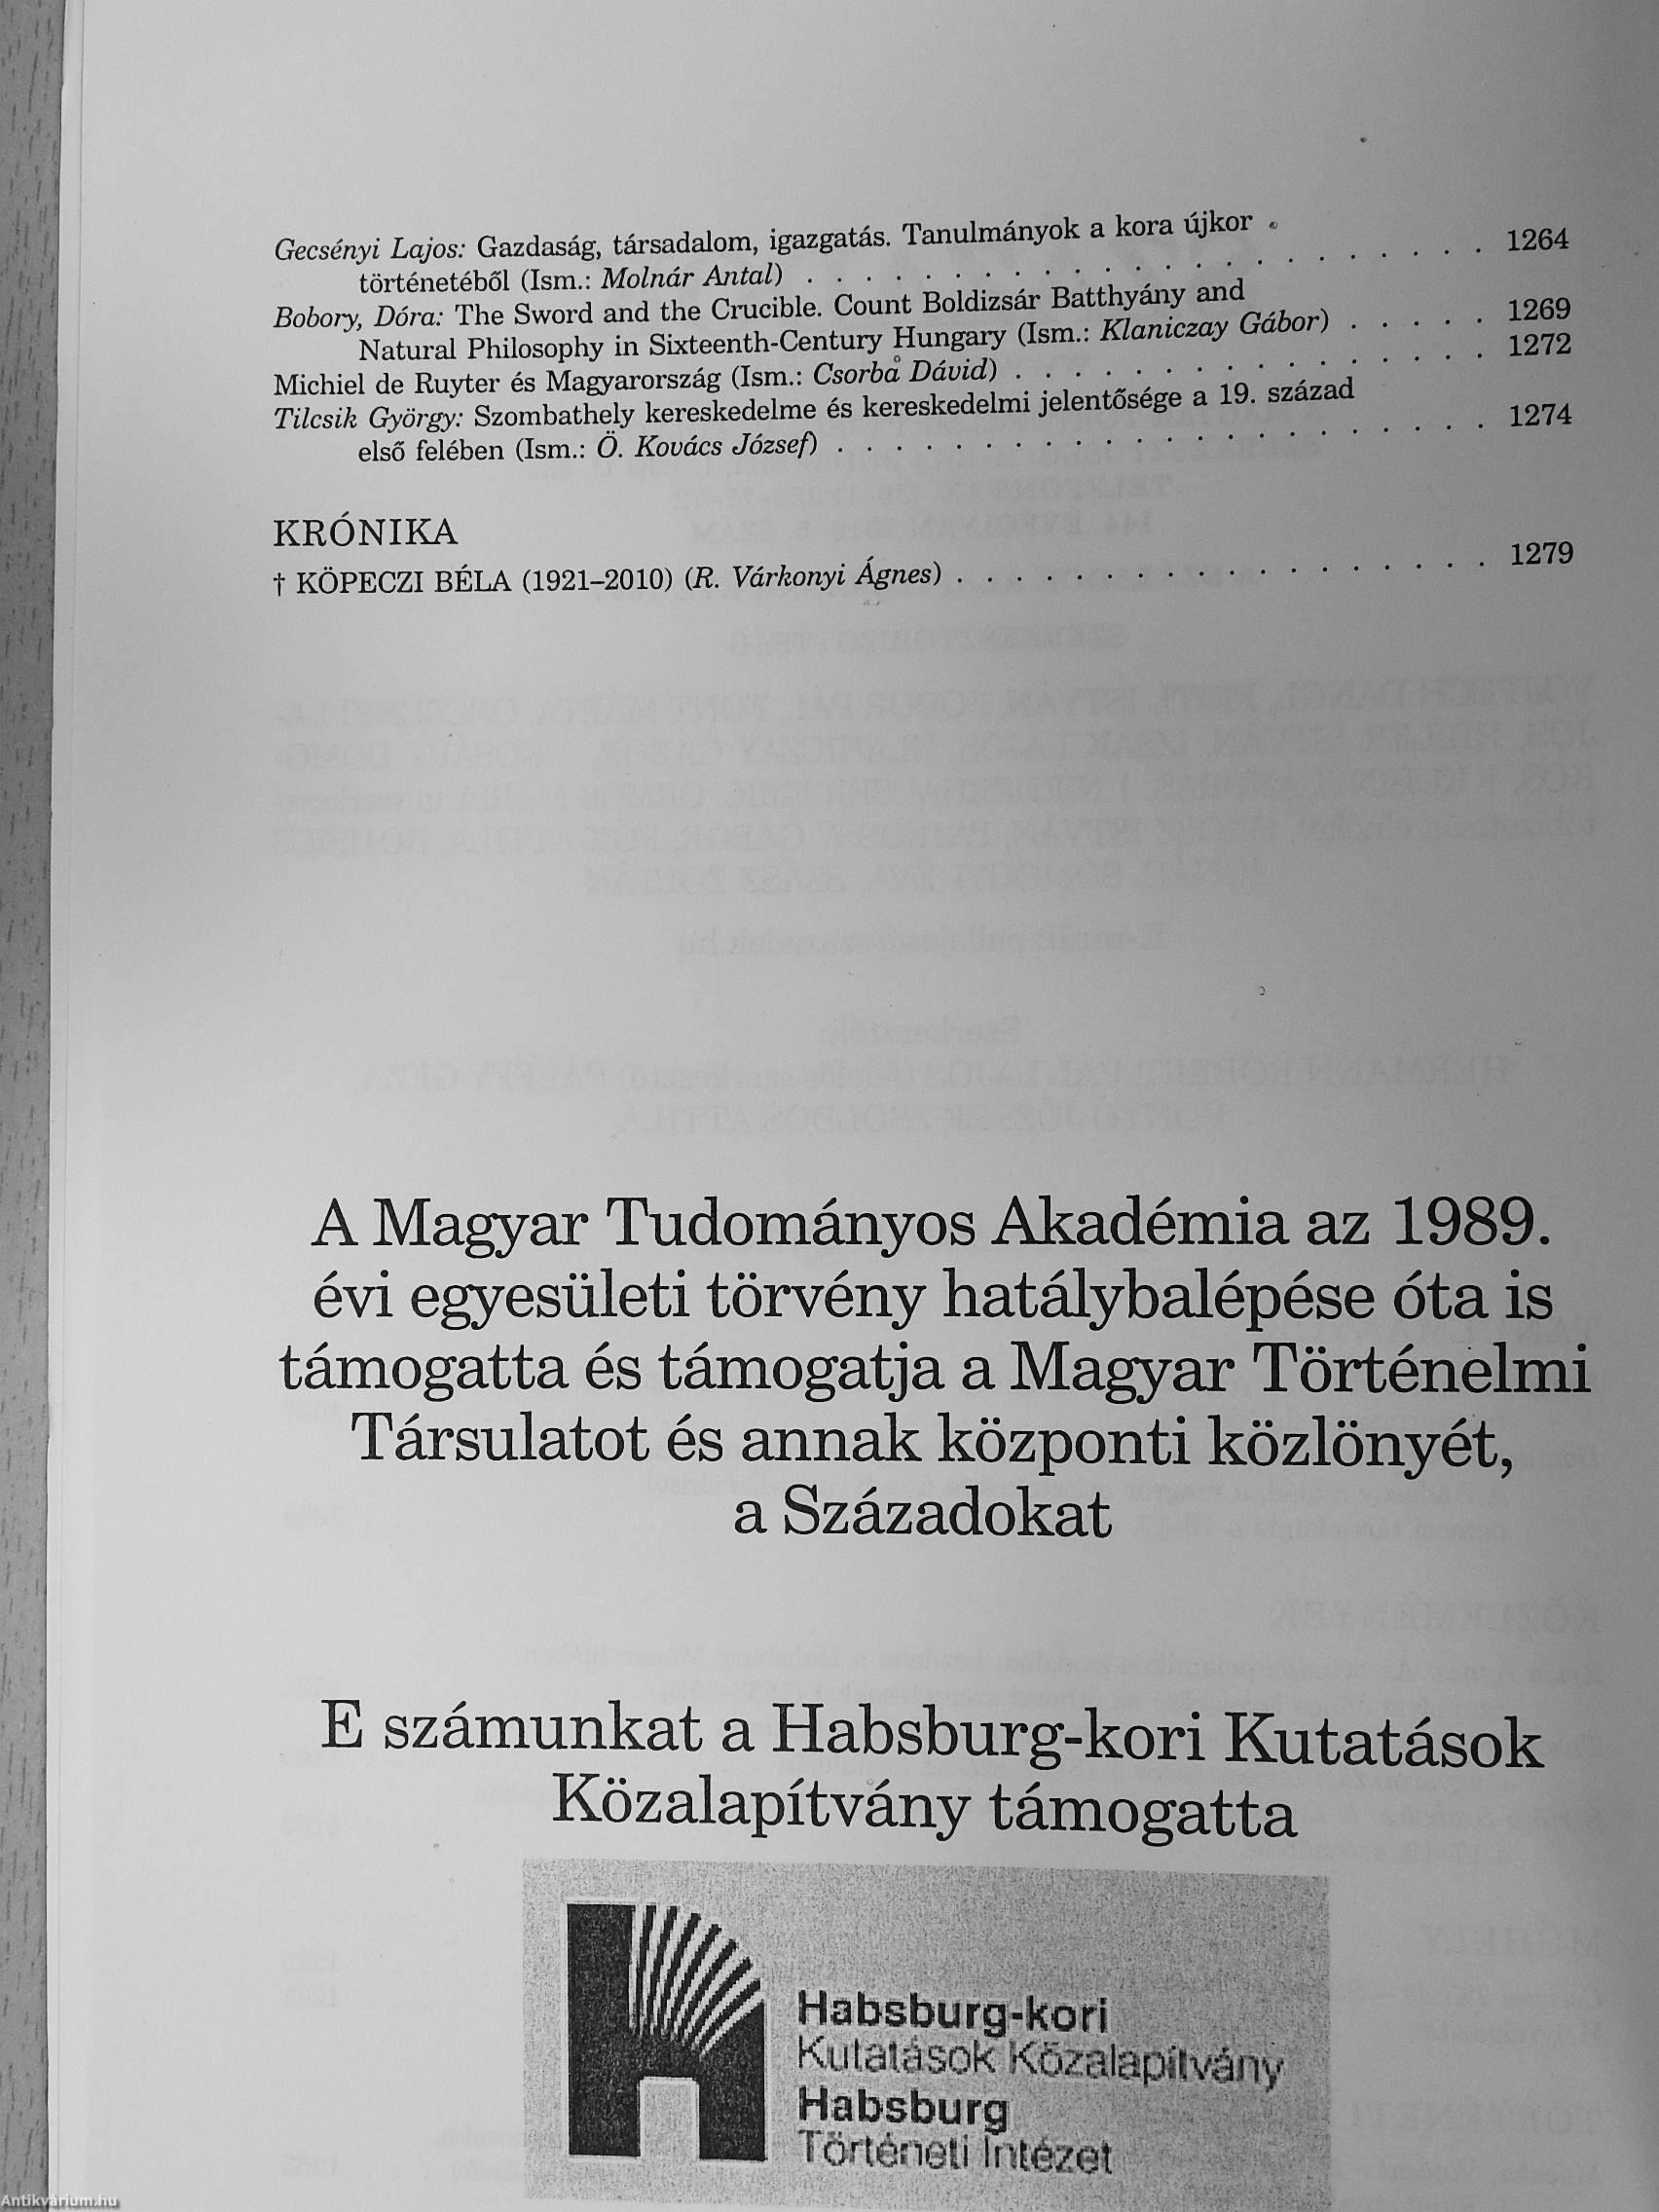 Gecsényi Lajos: Gazdaság, társadalom, igazgatás. Tanulmányok a kora újkor
történetéből (Ism.: Molnár Antal) . . . . . . . . . . . . . . . . . . . . . . . 1264
Bobory, Dóra: The Sword and the Crucible. Count Boldizsár Batthyány and
Natural Philosophy in Sixteenth-Century Hungary (Ism.: Klaniczay Gábor) . . . . . 1269
Michiel de Ruyter és Magyarország (Ism.: Csorba Dávid) . . . . . . . . . . . . . . . . 1272
Tilcsik György: Szombathely kereskedelme és kereskedelmi jelentősége a 19. század
első felében (Ism.: Ö. Kovács József) . . . . . . . . . . . . . . . . . . . . . . 1274
KRÓNIKA
† KÖPECZI BÉLA (1921–2010) (R. Várkonyi Ágnes) . . . . . . . . . . . . . . . . . . 1279
A Magyar Tudományos Akadémia az 1989.
évi egyesületi törvény hatálybalépése óta is
támogatta és támogatja a Magyar Történelmi
Társulatot és annak központi közlönyét,
a Századokat
E számunkat a Habsburg-kori Kutatások
Közalapítvány támogatta
Habsburg-kori
Kutatások Közalapítvány
Habsburg
Történeti Intézet
Antikvárium.hu